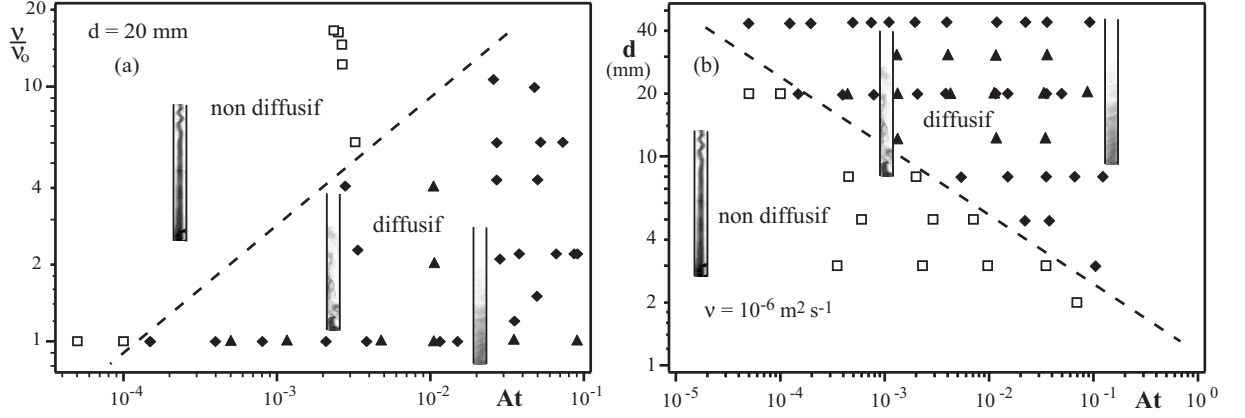 20
ν
ν₀
d = 20 mm
(a)
10
non diffusif
4
diffusif
2
1
10⁻⁴
10⁻³
10⁻²
At
10⁻¹
40
d
(mm)
(b)
20
diffusif
10
non diffusif
4
2
ν = 10⁻⁶ m² s⁻¹
1
10⁻⁵
10⁻⁴
10⁻³
10⁻²
10⁻¹
At
10⁰